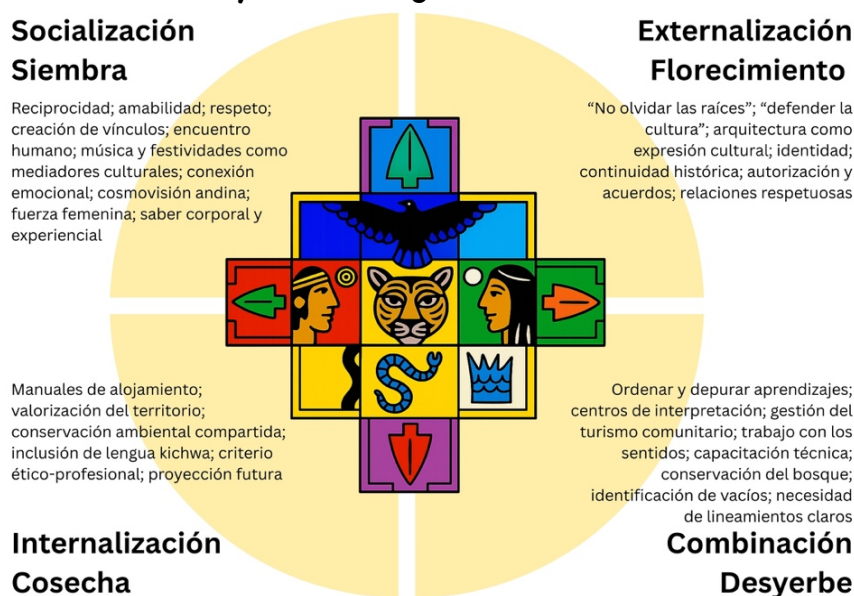 Socialización
Siembra
Reciprocidad; amabilidad; respeto;
creación de vínculos; encuentro
humano; música y festividades como
mediadores culturales; conexión
emocional; cosmovisión andina;
fuerza femenina; saber corporal y
experiencial
Externalización
Florecimiento
“No olvidar las raíces”; “defender la
cultura”; arquitectura como
expresión cultural; identidad;
continuidad histórica; autorización y
acuerdos; relaciones respetuosas
Manuales de alojamiento;
valorización del territorio;
conservación ambiental compartida;
inclusión de lengua kichwa; criterio
ético-profesional; proyección futura
Internalización
Cosecha
Ordenar y depurar aprendizajes;
centros de interpretación; gestión del
turismo comunitario; trabajo con los
sentidos; capacitación técnica;
conservación del bosque;
identificación de vacíos; necesidad
de lineamientos claros
Combinación
Desyerbe